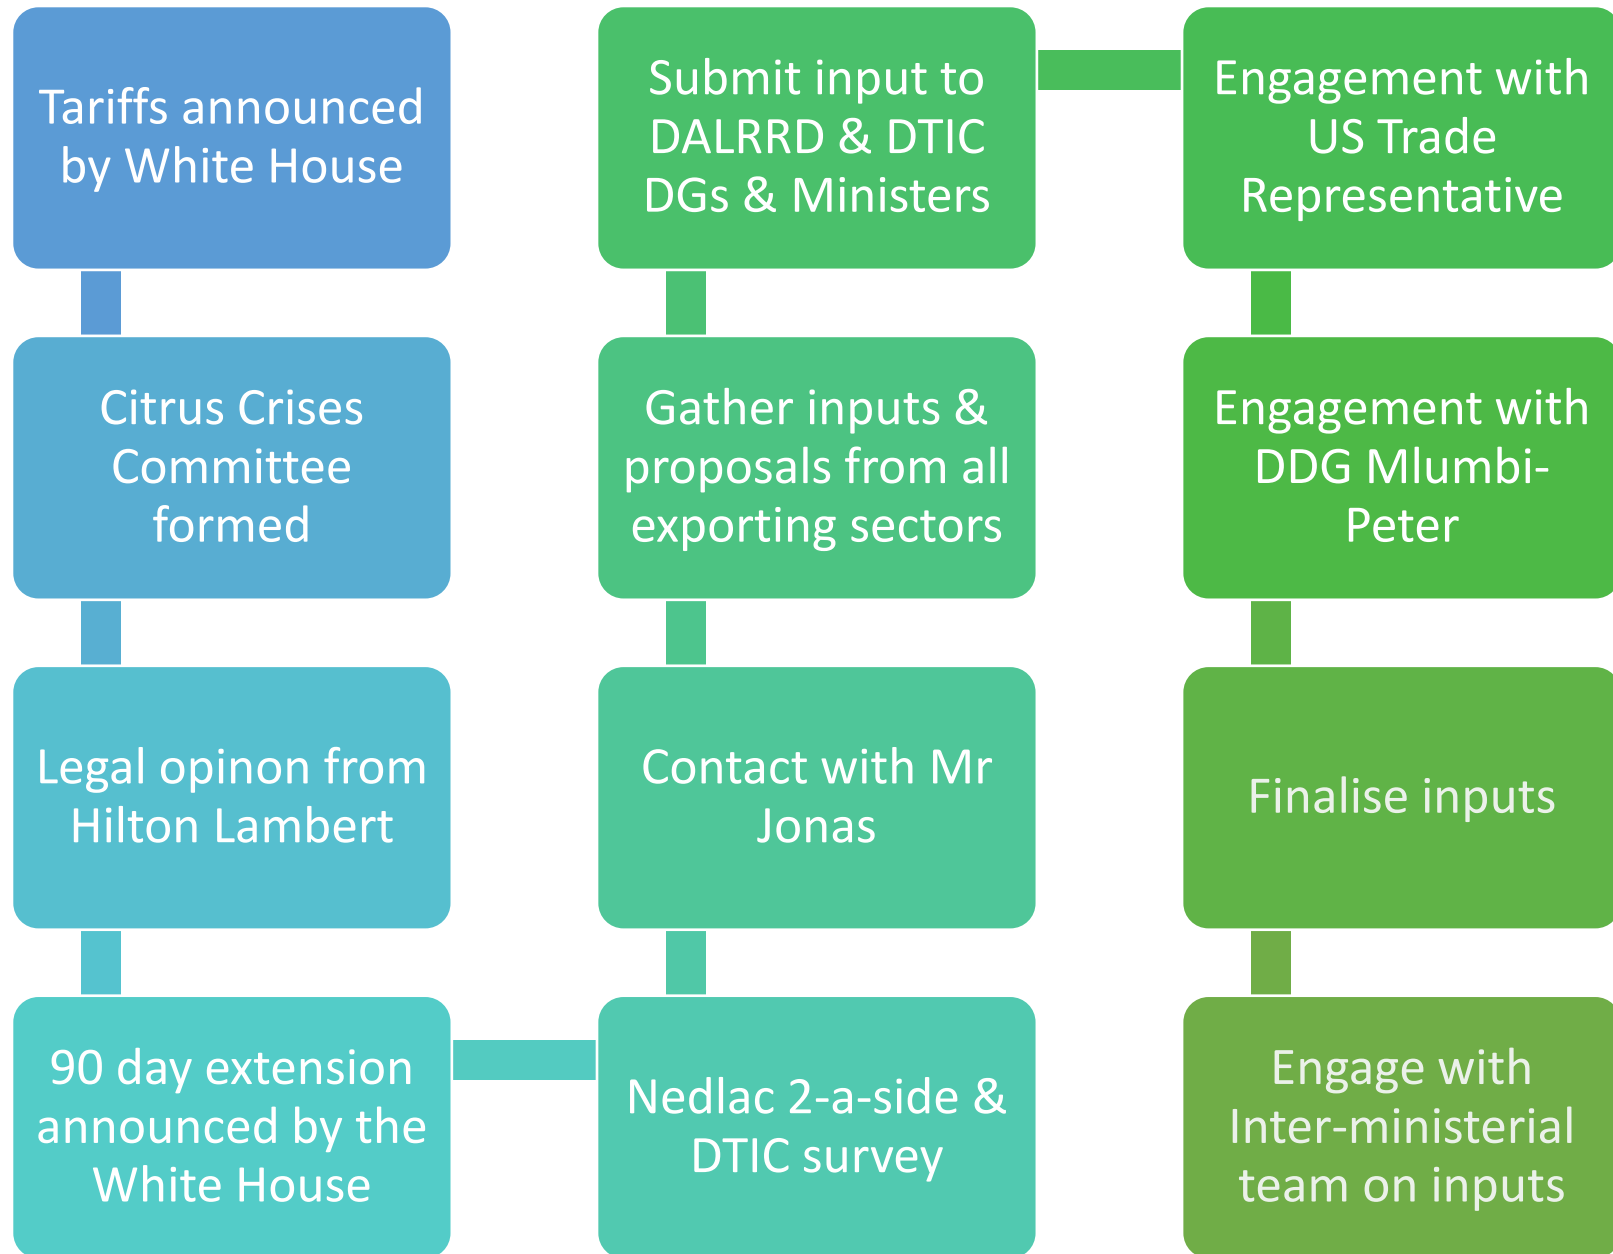 Tariffs announced
by White House
Citrus Crises
Committee
formed
Legal opinon from
Hilton Lambert
90 day extension
announced by the
White House
Nedlac 2-a-side &
DTIC survey
Contact with Mr
Jonas
Gather inputs &
proposals from all
exporting sectors
Submit input to
DALRRD & DTIC
DGs & Ministers
Engagement with
US Trade
Representative
Engagement with
DDG Mlumbi-
Peter
Finalise inputs
Engage with
Inter-ministerial
team on inputs